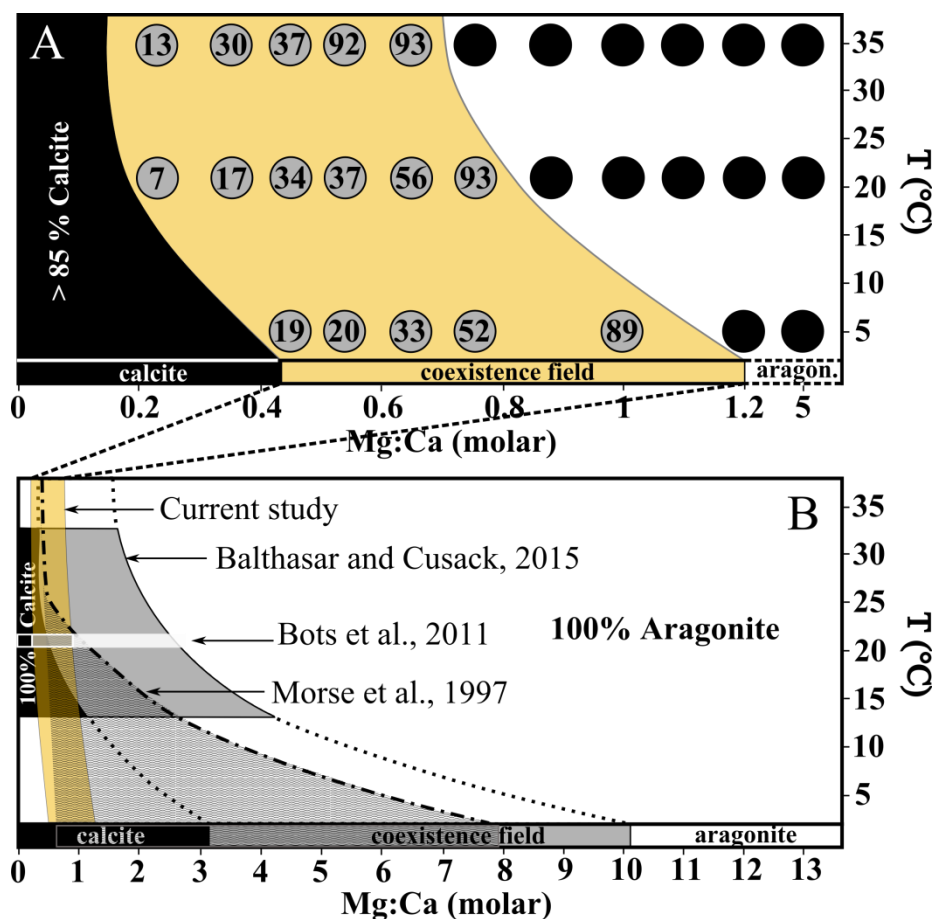 A
13 30 37 92 93
35
30
25
7 17 34 37 56 93
20
15
10
19 20 33 52 89
5
> 85 % Calcite
T (°C)
calcite coexistence field aragon.
0 0.2 0.4 0.6 0.8 1 1.2 5
Mg:Ca (molar)
B
Current study
35
Balthasar and Cusack, 2015
30
25
Bots et al., 2011
100% Aragonite
20
Morse et al., 1997
15
10
5
100% Calcite
T (°C)
calcite coexistence field aragonite
0 1 2 3 4 5 6 7 8 9 10 11 12 13
Mg:Ca (molar)